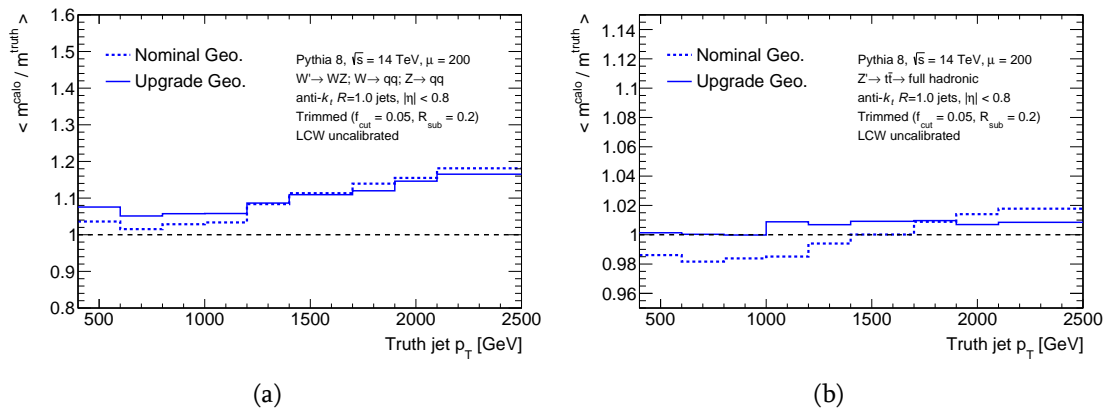 < m^calo / m^truth >
1.6
1.5
1.4
1.3
1.2
1.1
1
0.9
0.8
Nominal Geo.
Upgrade Geo.
Pythia 8, √s = 14 TeV, μ = 200
W'→ WZ; W→ qq; Z→ qq
anti-k_t R=1.0 jets, |η| < 0.8
Trimmed (f_cut = 0.05, R_sub = 0.2)
LCW uncalibrated
500 1000 1500 2000 2500
Truth jet p_T [GeV]
(a)
< m^calo / m^truth >
1.14
1.12
1.1
1.08
1.06
1.04
1.02
1
0.98
0.96
Nominal Geo.
Upgrade Geo.
Pythia 8, √s = 14 TeV, μ = 200
Z'→ tt̄→ full hadronic
anti-k_t R=1.0 jets, |η| < 0.8
Trimmed (f_cut = 0.05, R_sub = 0.2)
LCW uncalibrated
500 1000 1500 2000 2500
Truth jet p_T [GeV]
(b)